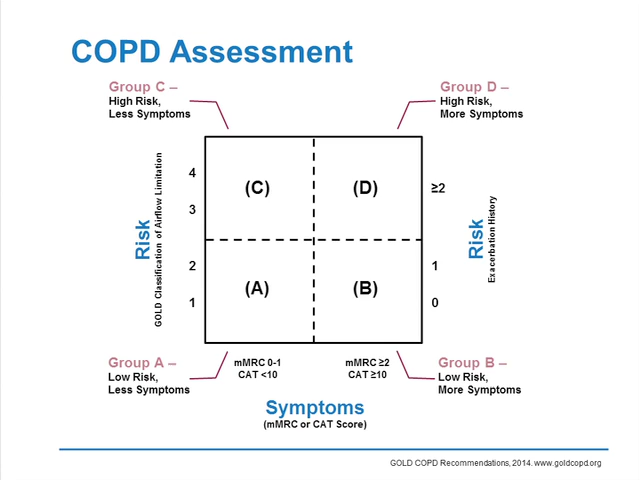 COPD Assessment
Group C –
High Risk,
Less Symptoms
Group D –
High Risk,
More Symptoms
Risk
GOLD Classification of Airflow Limitation
4
3
2
1
(C)
(D)
(A)
(B)
≥2
1
0
Risk
Exacerbation History
Group A –
Low Risk,
Less Symptoms
mMRC 0-1
CAT <10
mMRC ≥2
CAT ≥10
Group B –
Low Risk,
More Symptoms
Symptoms
(mMRC or CAT Score)
GOLD COPD Recommendations, 2014. www.goldcopd.org